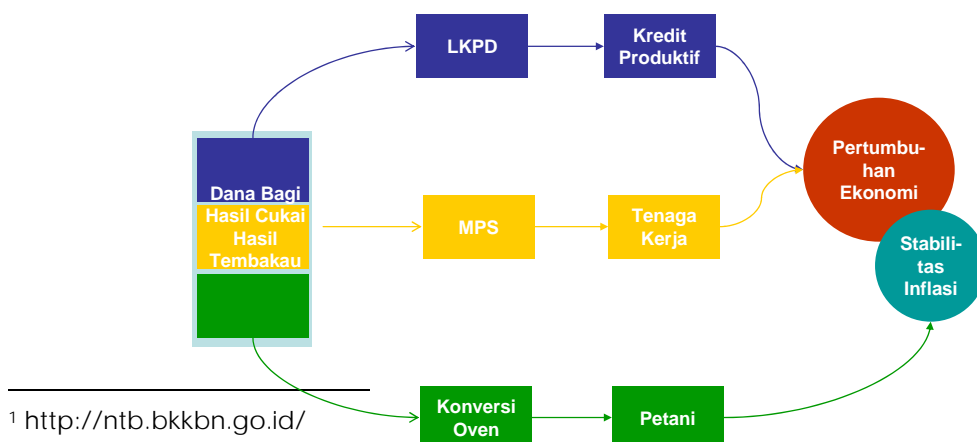 LKPD
Kredit
Produktif
Pertumbu-
han
Ekonomi
Dana Bagi
Hasil Cukai
Hasil
Tembakau
MPS
Tenaga
Kerja
Stabili-
tas
Inflasi
Konversi
Oven
Petani
1 http://ntb.bkkbn.go.id/